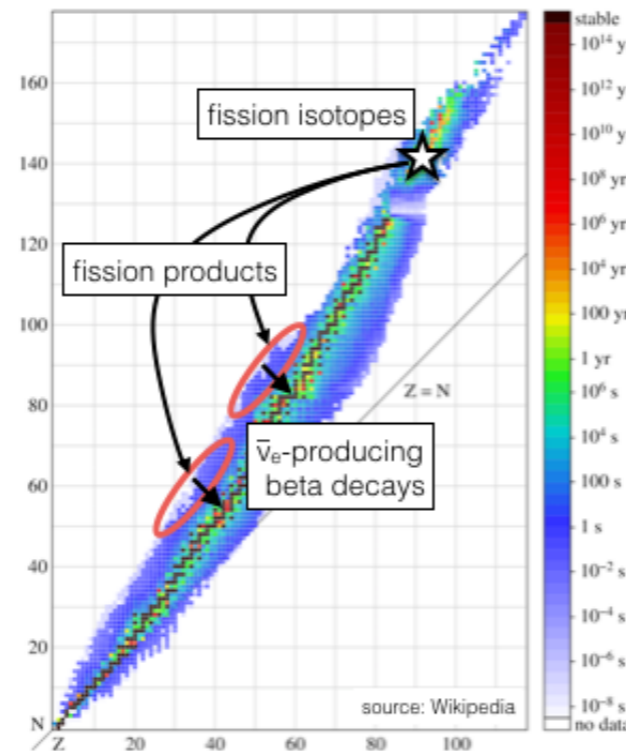 stable
10¹⁴ y
10¹² y
10¹⁰ y
10⁸ yr
10⁶ yr
10⁴ yr
100 yr
1 yr
10⁶ s
10⁴ s
100 s
1 s
10⁻² s
10⁻⁴ s
10⁻⁶ s
10⁻⁸ s
no data
160
140
120
100
80
60
40
20
N
Z
20
40
60
80
100
fission isotopes
fission products
Z = N
ν̅ₑ-producing
beta decays
source: Wikipedia